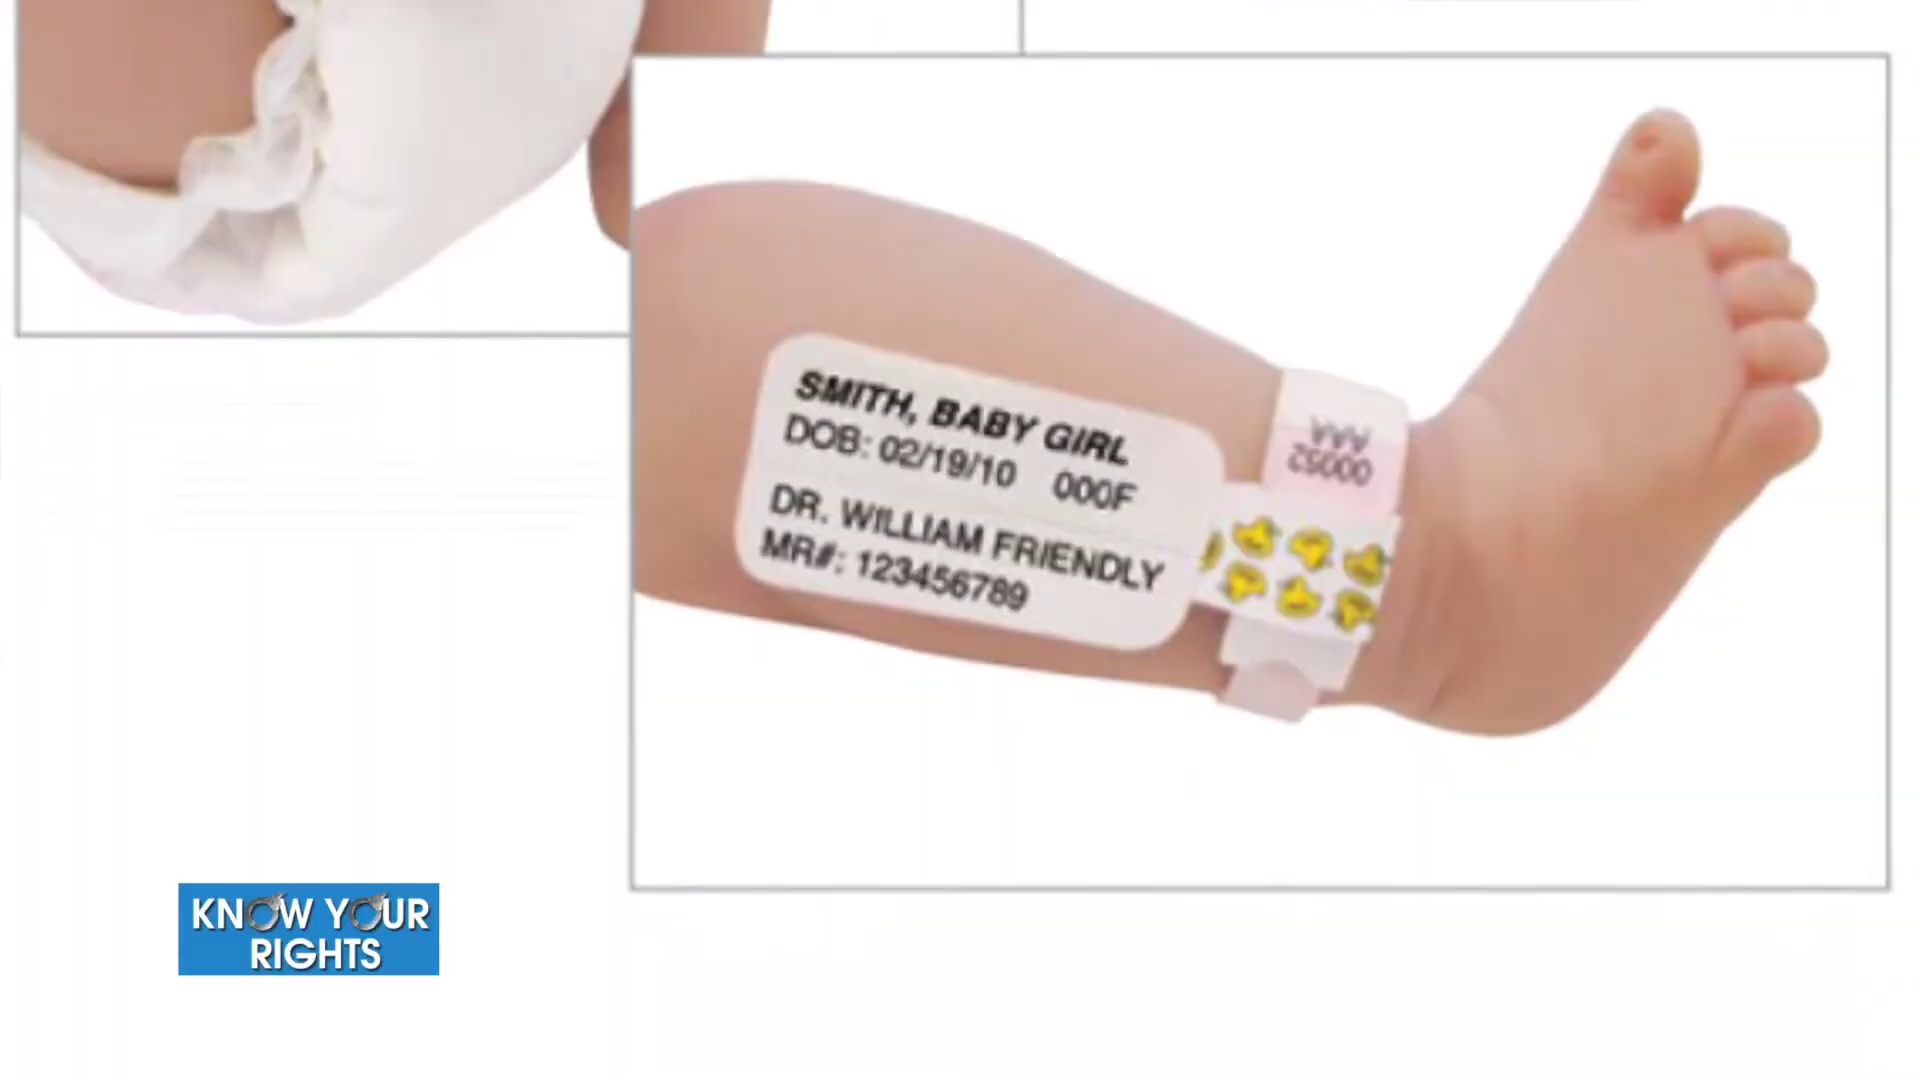 SMITH, BABY GIRL
DOB: 02/19/10 000F
DR. WILLIAM FRIENDLY
MR#: 123456789
AAA
00052
KNOW YOUR
RIGHTS